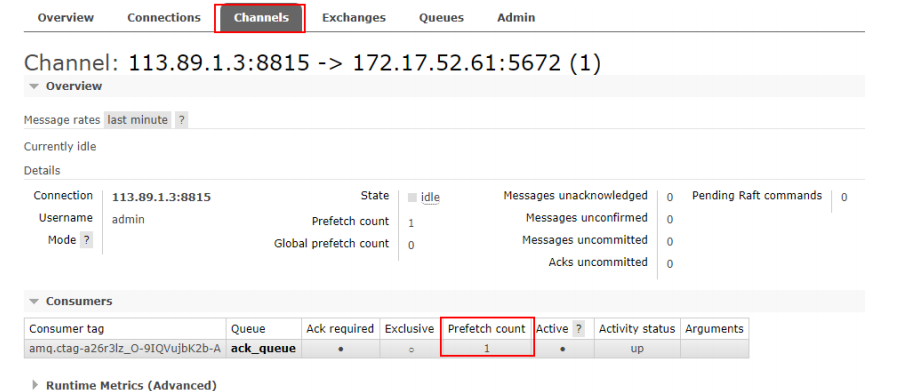 Overview Connections Channels Exchanges Queues Admin
Channel: 113.89.1.3:8815 -> 172.17.52.61:5672 (1)
Overview
Message rates last minute ?
Currently idle
Details
Connection 113.89.1.3:8815 State idle Messages unacknowledged 0 Pending Raft commands 0
Username admin Prefetch count 1 Messages unconfirmed 0
Mode ? Global prefetch count 0 Messages uncommitted 0
Acks uncommitted 0
Consumers
Consumer tag Queue Ack required Exclusive Prefetch count Active ? Activity status Arguments
amq.ctag-a26r3lz_O-9IQVujbK2b-A ack_queue ● ○ 1 ● up
Runtime Metrics (Advanced)